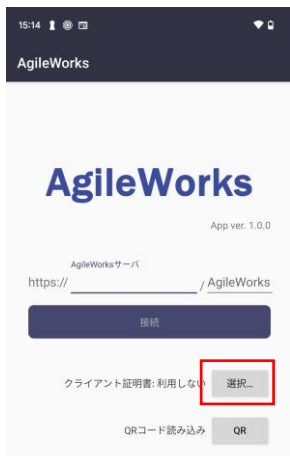 15:14
AgileWorks
AgileWorks
App ver. 1.0.0
AgileWorksサーバ
https:// / AgileWorks
接続
クライアント証明書: 利用しない 選択...
QRコード読み込み QR